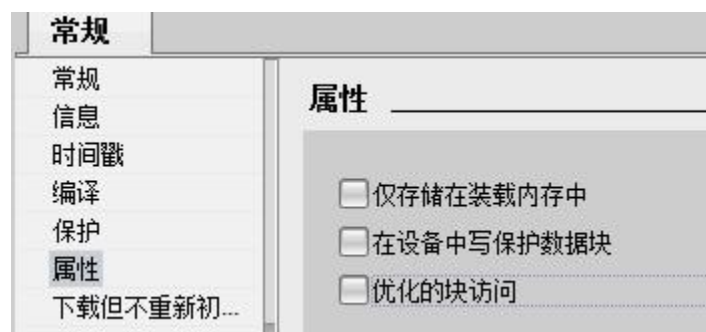 常规
常规
信息
时间戳
编译
保护
属性
下载但不重新初...
属性
仅存储在装载内存中
在设备中写保护数据块
优化的块访问